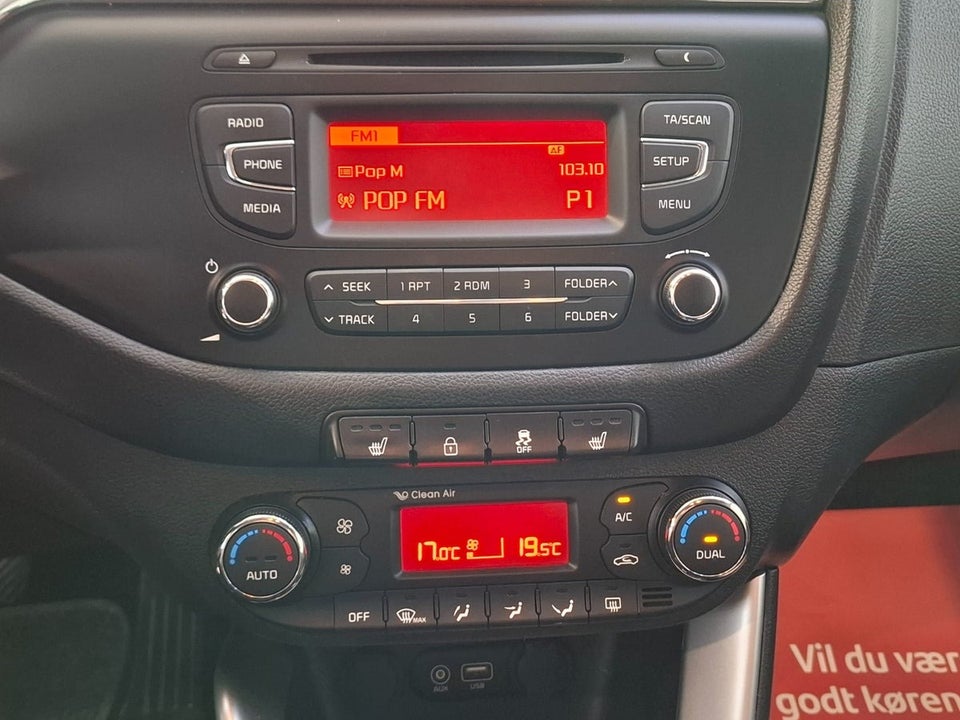 RADIO
PHONE
MEDIA
FM1
AF
Pop M 103.10
POP FM P1
TA/SCAN
SETUP
MENU
SEEK 1 RPT 2 RDM 3 FOLDER
TRACK 4 5 6 FOLDER
OFF
Clean Air
AUTO
17.0°C 19.5°C
A/C
DUAL
OFF MAX
AUX USB
Vil du vær
godt køren